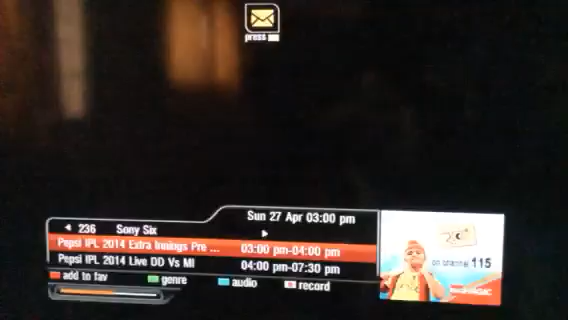 press
Sun 27 Apr 03:00 pm
236 Sony Six
Pepsi IPL 2014 Extra Innings Pre ... 03:00 pm-04:00 pm
Pepsi IPL 2014 Live DD Vs MI 04:00 pm-07:30 pm
add to fav genre audio record
on channel 115